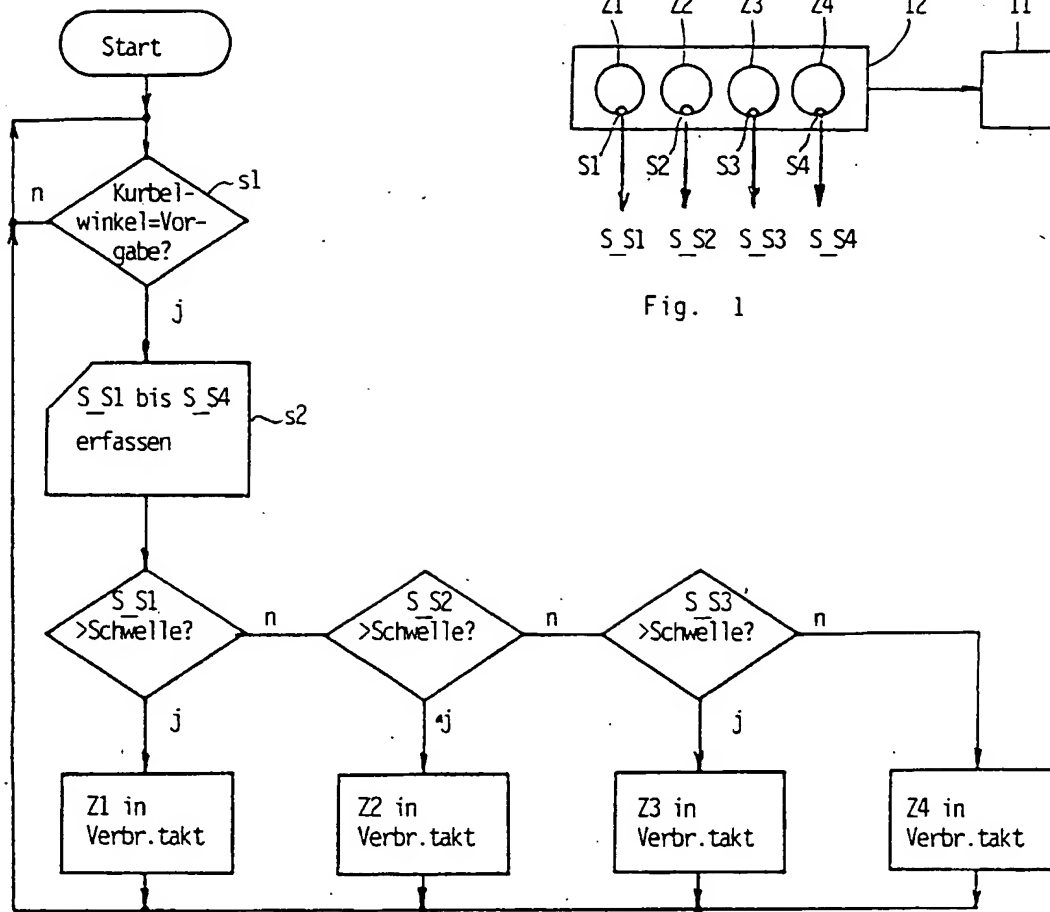 Start
Kurbel-
winkel=Vor-
gabe?
s1
n
j
S_S1 bis S_S4
erfassen
s2
S_S1
>Schwelle?
n
S_S2
>Schwelle?
n
S_S3
>Schwelle?
n
j
j
j
Z1 in
Verbr.takt
Z2 in
Verbr.takt
Z3 in
Verbr.takt
Z4 in
Verbr.takt
Z1 Z2 Z3 Z4 12 11
S1 S2 S3 S4
S_S1 S_S2 S_S3 S_S4
Fig. 1